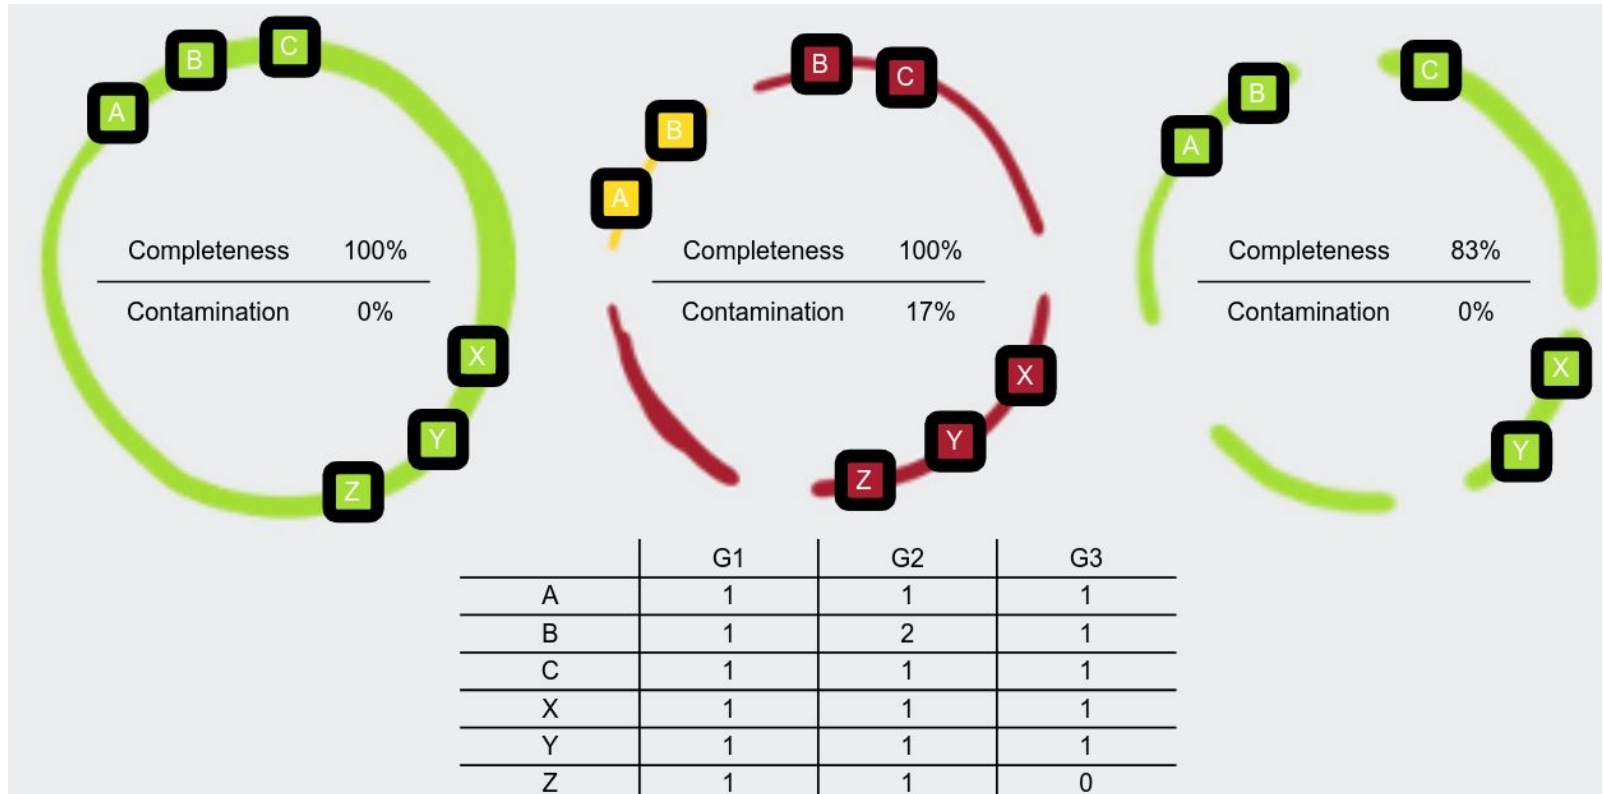 A B C
Completeness 100%
Contamination 0%
X
Y
Z
B C
B
A
Completeness 100%
Contamination 17%
X
Y
Z
C
B
A
Completeness 83%
Contamination 0%
X
Y
G1 G2 G3
A 1 1 1
B 1 2 1
C 1 1 1
X 1 1 1
Y 1 1 1
Z 1 1 0